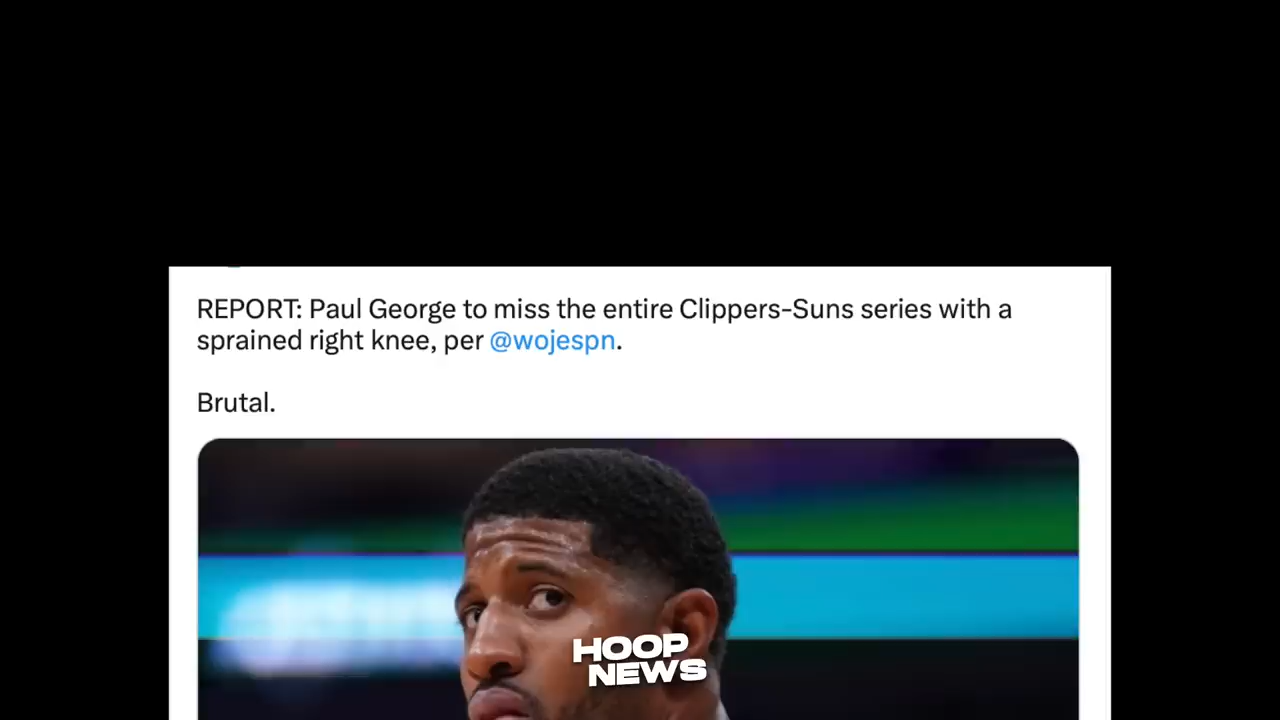 REPORT: Paul George to miss the entire Clippers-Suns series with a
sprained right knee, per @wojespn.
Brutal.
HOOP
NEWS